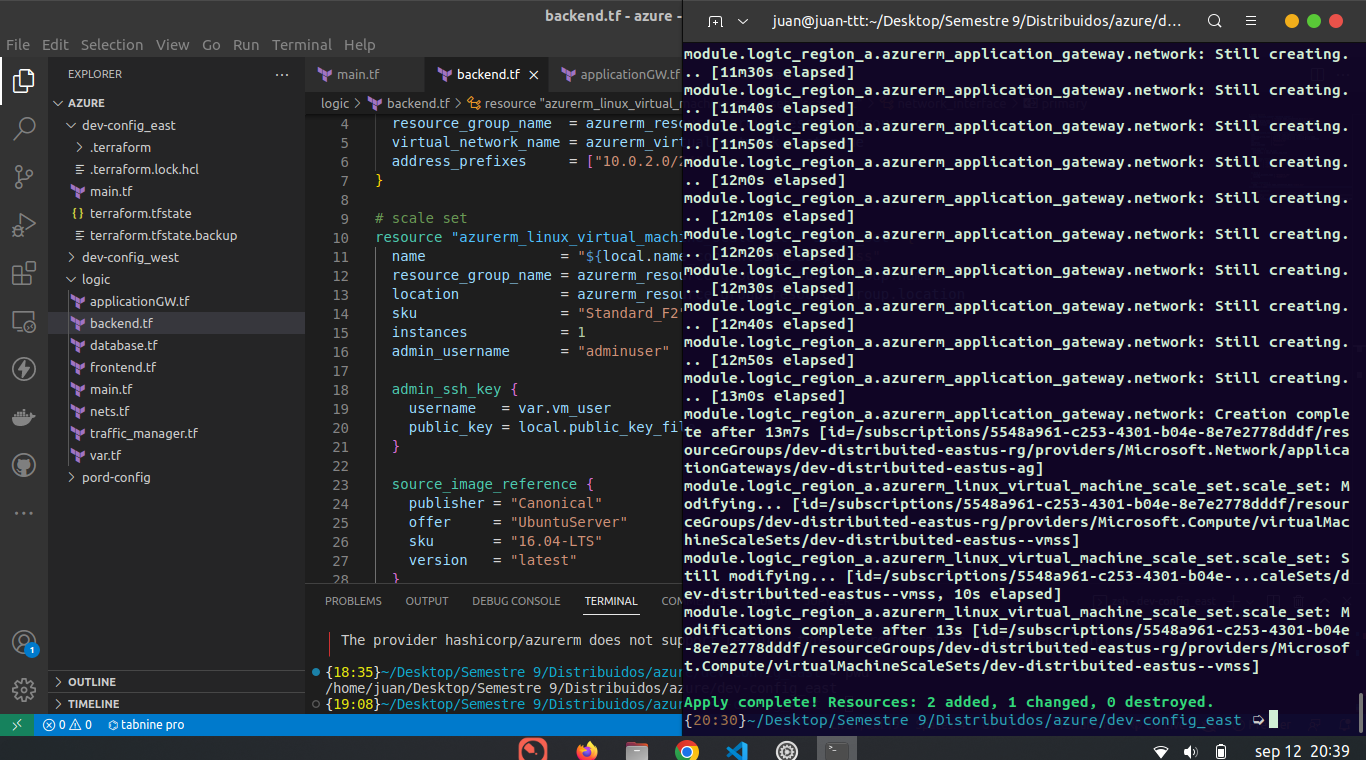 backend.tf - azure -
File Edit Selection View Go Run Terminal Help
EXPLORER
AZURE
dev-config_east
.terraform
.terraform.lock.hcl
main.tf
terraform.tfstate
terraform.tfstate.backup
dev-config_west
logic
applicationGW.tf
backend.tf
database.tf
frontend.tf
main.tf
nets.tf
traffic_manager.tf
var.tf
pord-config
OUTLINE
TIMELINE
1
main.tf backend.tf applicationGW.tf
logic > backend.tf > resource "azurerm_linux_virtual_m
4 resource_group_name = azurerm_reso
5 virtual_network_name = azurerm_virt
6 address_prefixes = ["10.0.2.0/2
7 }
8
9 # scale set
10 resource "azurerm_linux_virtual_machi
11 name = "${local.name
12 resource_group_name = azurerm_resou
13 location = azurerm_resou
14 sku = "Standard_F2"
15 instances = 1
16 admin_username = "adminuser"
17
18 admin_ssh_key {
19 username = var.vm_user
20 public_key = local.public_key_fil
21 }
22
23 source_image_reference {
24 publisher = "Canonical"
25 offer = "UbuntuServer"
26 sku = "16.04-LTS"
27 version = "latest"
28 }
PROBLEMS OUTPUT DEBUG CONSOLE TERMINAL CO
The provider hashicorp/azurerm does not sup
{18:35}~/Desktop/Semestre 9/Distribuidos/azur
/home/juan/Desktop/Semestre 9/Distribuidos/az
{19:08}~/Desktop/Semestre 9/Distribuidos/azur
0 0 tabnine pro
juan@juan-ttt:~/Desktop/Semestre 9/Distribuidos/azure/d...
module.logic_region_a.azurerm_application_gateway.network: Still creating.
.. [11m30s elapsed]
module.logic_region_a.azurerm_application_gateway.network: Still creating.
.. [11m40s elapsed]
module.logic_region_a.azurerm_application_gateway.network: Still creating.
.. [11m50s elapsed]
module.logic_region_a.azurerm_application_gateway.network: Still creating.
.. [12m0s elapsed]
module.logic_region_a.azurerm_application_gateway.network: Still creating.
.. [12m10s elapsed]
module.logic_region_a.azurerm_application_gateway.network: Still creating.
.. [12m20s elapsed]
module.logic_region_a.azurerm_application_gateway.network: Still creating.
.. [12m30s elapsed]
module.logic_region_a.azurerm_application_gateway.network: Still creating.
.. [12m40s elapsed]
module.logic_region_a.azurerm_application_gateway.network: Still creating.
.. [12m50s elapsed]
module.logic_region_a.azurerm_application_gateway.network: Still creating.
.. [13m0s elapsed]
module.logic_region_a.azurerm_application_gateway.network: Creation comple
te after 13m7s [id=/subscriptions/5548a961-c253-4301-b04e-8e7e2778dddf/res
ourceGroups/dev-distribuited-eastus-rg/providers/Microsoft.Network/applica
tionGateways/dev-distribuited-eastus-ag]
module.logic_region_a.azurerm_linux_virtual_machine_scale_set.scale_set: M
odifying... [id=/subscriptions/5548a961-c253-4301-b04e-8e7e2778dddf/resour
ceGroups/dev-distribuited-eastus-rg/providers/Microsoft.Compute/virtualMac
hineScaleSets/dev-distribuited-eastus--vmss]
module.logic_region_a.azurerm_linux_virtual_machine_scale_set.scale_set: S
till modifying... [id=/subscriptions/5548a961-c253-4301-b04e-...caleSets/d
ev-distribuited-eastus--vmss, 10s elapsed]
module.logic_region_a.azurerm_linux_virtual_machine_scale_set.scale_set: M
odifications complete after 13s [id=/subscriptions/5548a961-c253-4301-b04e
-8e7e2778dddf/resourceGroups/dev-distribuited-eastus-rg/providers/Microsof
t.Compute/virtualMachineScaleSets/dev-distribuited-eastus--vmss]
Apply complete! Resources: 2 added, 1 changed, 0 destroyed.
{20:30}~/Desktop/Semestre 9/Distribuidos/azure/dev-config_east ➭
sep 12 20:39